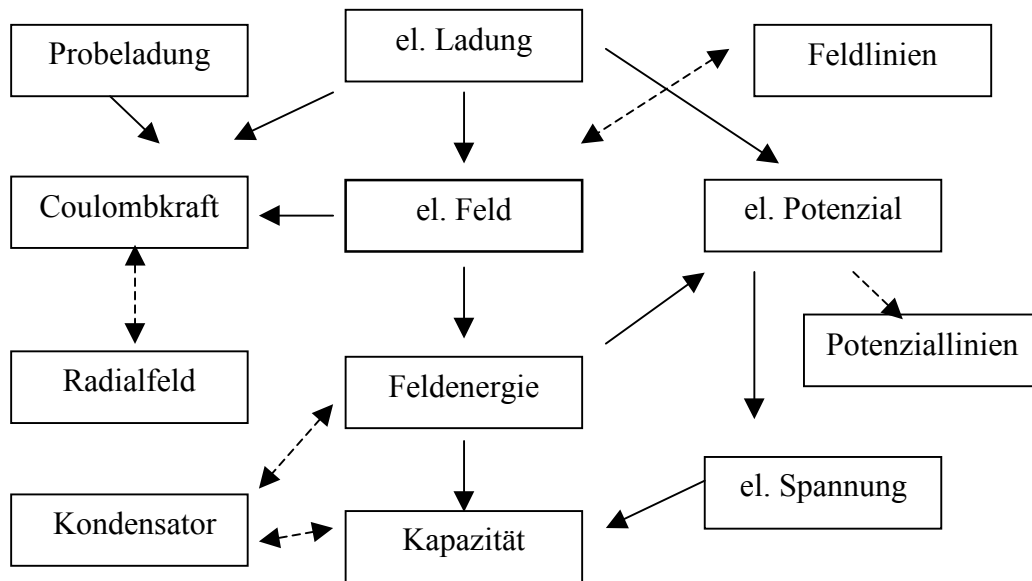 Probeladung
el. Ladung
Feldlinien
Coulombkraft
el. Feld
el. Potenzial
Potenziallinien
Radialfeld
Feldenergie
el. Spannung
Kondensator
Kapazität